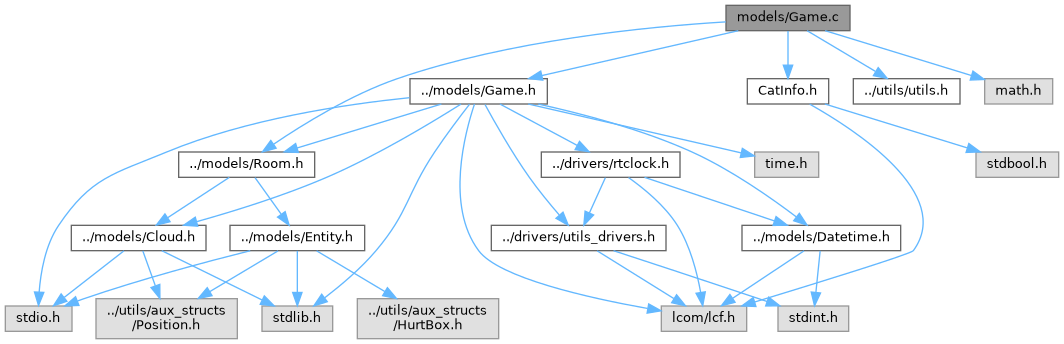 models/Game.c
../models/Game.h
CatInfo.h
../utils/utils.h
math.h
../models/Room.h
../drivers/rtclock.h
time.h
stdbool.h
../models/Cloud.h
../models/Entity.h
../drivers/utils_drivers.h
../models/Datetime.h
stdio.h
../utils/aux_structs
/Position.h
stdlib.h
../utils/aux_structs
/HurtBox.h
lcom/lcf.h
stdint.h